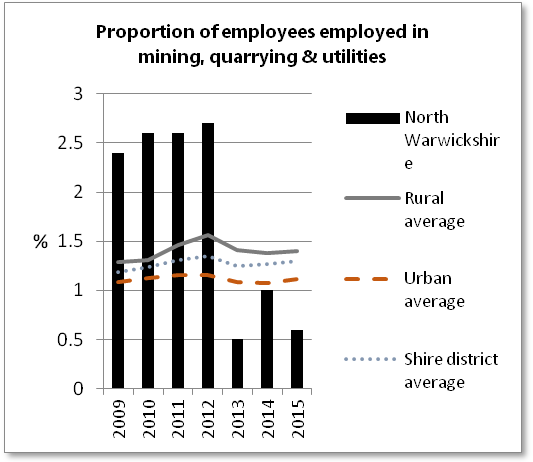 Proportion of employees employed in
mining, quarrying & utilities
3
2.5
2
1.5
1
0.5
0
%
2009
2010
2011
2012
2013
2014
2015
North
Warwickshir
e
Rural
average
Urban
average
Shire district
average